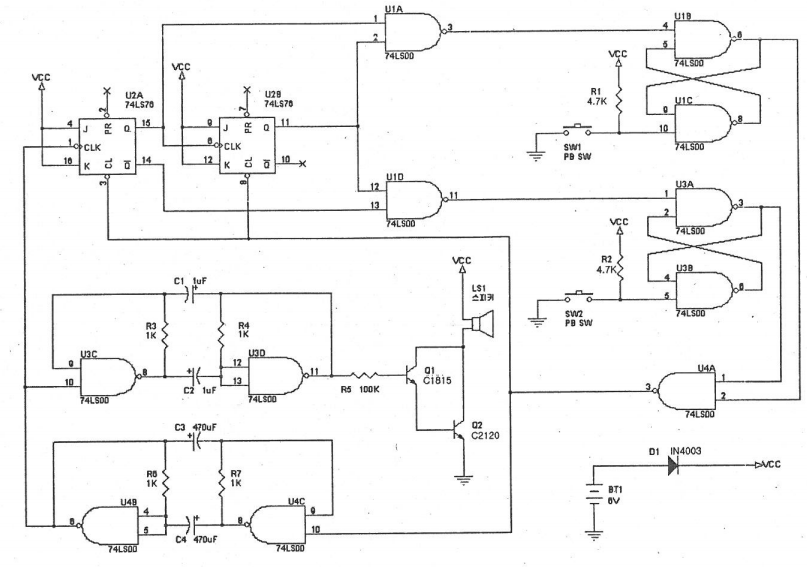 U1A
1
2
3
74LS00
U1B
4
5
6
74LS00
VCC
U2A
74LS76
2
4 J PR Q 15
1 CLK
16 K CL Q 14
3
VCC
U2B
74LS76
7
9 J PR Q 11
6 CLK
12 K CL Q 10
8
VCC
R1
4.7K
SW1
PB SW
U1C
9
10
8
74LS00
U1D
12
13
11
74LS00
U3A
1
2
3
74LS00
VCC
R2
4.7K
SW2
PB SW
U3B
4
5
6
74LS00
C1 1uF
R3
1K
R4
1K
U3C
9
10
8
74LS00
C2 1uF
U3D
12
13
11
74LS00
R5 100K
VCC
LS1
스피커
Q1
C1815
Q2
C2120
U4A
1
2
3
74LS00
C3 470uF
R6
1K
R7
1K
U4B
4
5
6
74LS00
C4 470uF
U4C
9
10
8
74LS00
D1 IN4003
VCC
BT1
6V